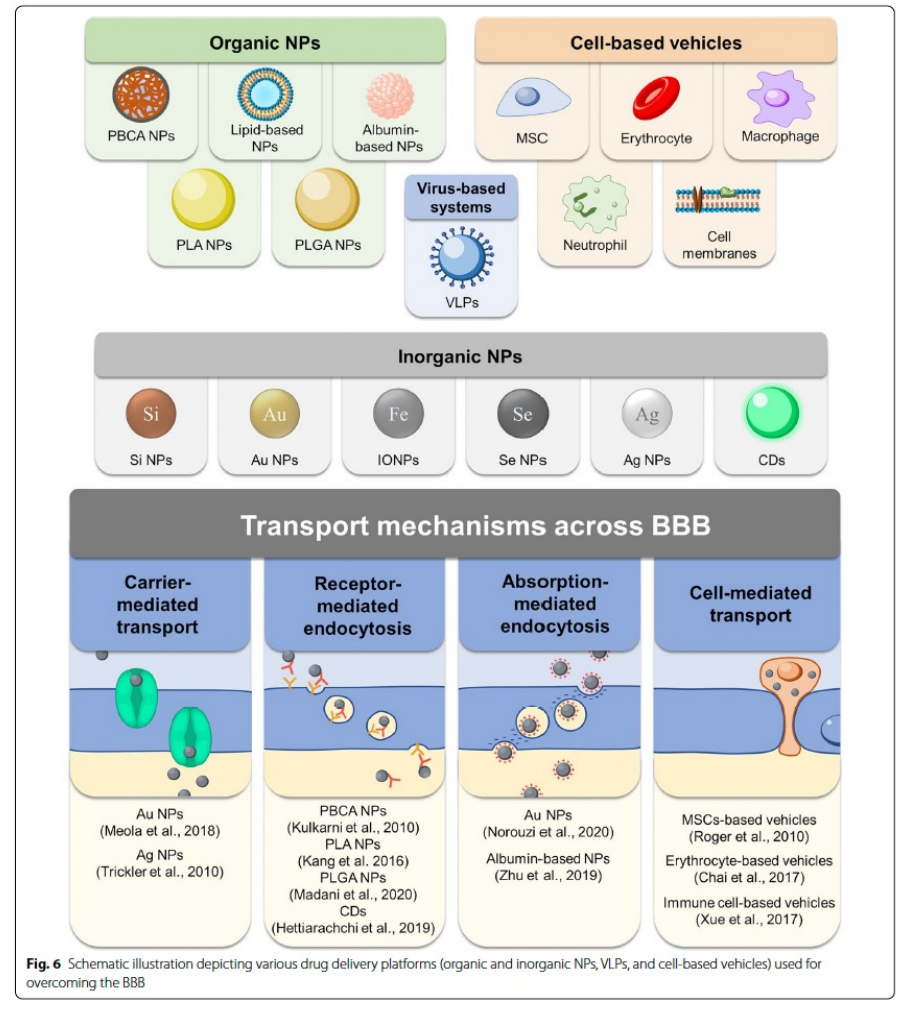 Organic NPs
Cell-based vehicles
PBCA NPs
Lipid-based
NPs
Albumin-
based NPs
MSC
Erythrocyte
Macrophage
PLA NPs
PLGA NPs
Virus-based
systems
VLPs
Neutrophil
Cell
membranes
Inorganic NPs
Si
Au
Fe
Se
Ag
Si NPs
Au NPs
IONPs
Se NPs
Ag NPs
CDs
Transport mechanisms across BBB
Carrier-
mediated
transport
Receptor-
mediated
endocytosis
Absorption-
mediated
endocytosis
Cell-mediated
transport
Au NPs
(Meola et al., 2018)
Ag NPs
(Trickler et al., 2010)
PBCA NPs
(Kulkarni et al., 2010)
PLA NPs
(Kang et al. 2016)
PLGA NPs
(Madani et al., 2020)
CDs
(Hettiarachchi et al., 2019)
Au NPs
(Norouzi et al., 2020)
Albumin-based NPs
(Zhu et al., 2019)
MSCs-based vehicles
(Roger et al., 2010)
Erythrocyte-based vehicles
(Chai et al., 2017)
Immune cell-based vehicles
(Xue et al., 2017)
Fig. 6 Schematic illustration depicting various drug delivery platforms (organic and inorganic NPs, VLPs, and cell-based vehicles) used for
overcoming the BBB